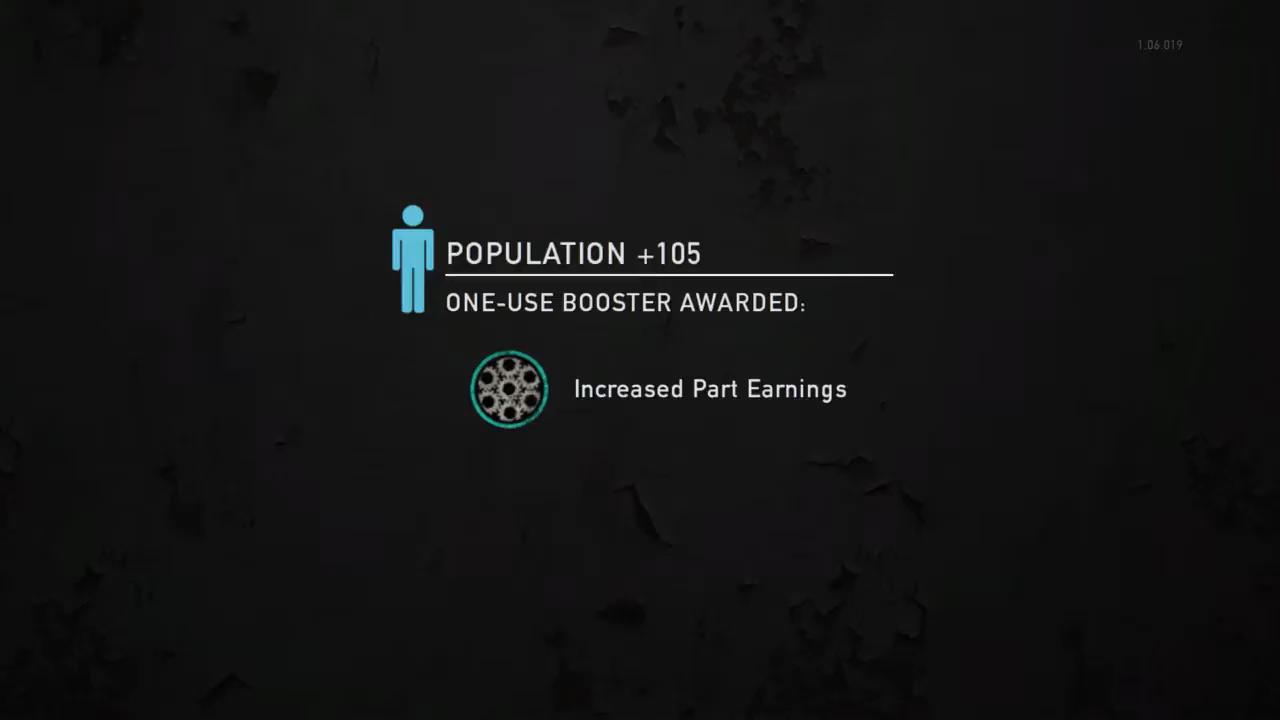 1.06.019
POPULATION +105
ONE-USE BOOSTER AWARDED:
Increased Part Earnings